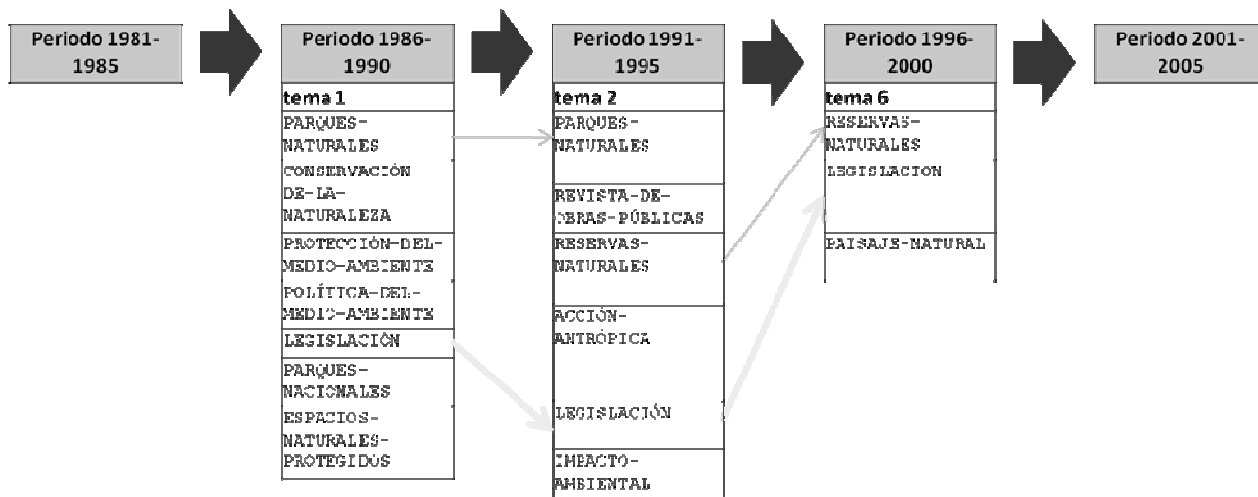 Periodo 1981-
1985
Periodo 1986-
1990
tema 1
PARQUES-
NATURALES
CONSERVACIÓN
DE-LA-
NATURALEZA
PROTECCIÓN-DEL-
MEDIO-AMBIENTE
POLÍTICA-DEL-
MEDIO-AMBIENTE
LEGISLACIÓN
PARQUES-
NACIONALES
ESPACIOS-
NATURALES-
PROTEGIDOS
Periodo 1991-
1995
tema 2
PARQUES-
NATURALES
REVISTA-DE-
OBRAS-PÚBLICAS
RESERVAS-
NATURALES
ACCIÓN-
ANTRÓPICA
LEGISLACIÓN
IMPACTO-
AMBIENTAL
Periodo 1996-
2000
tema 6
RESERVAS-
NATURALES
LEGISLACION
PAISAJE-NATURAL
Periodo 2001-
2005